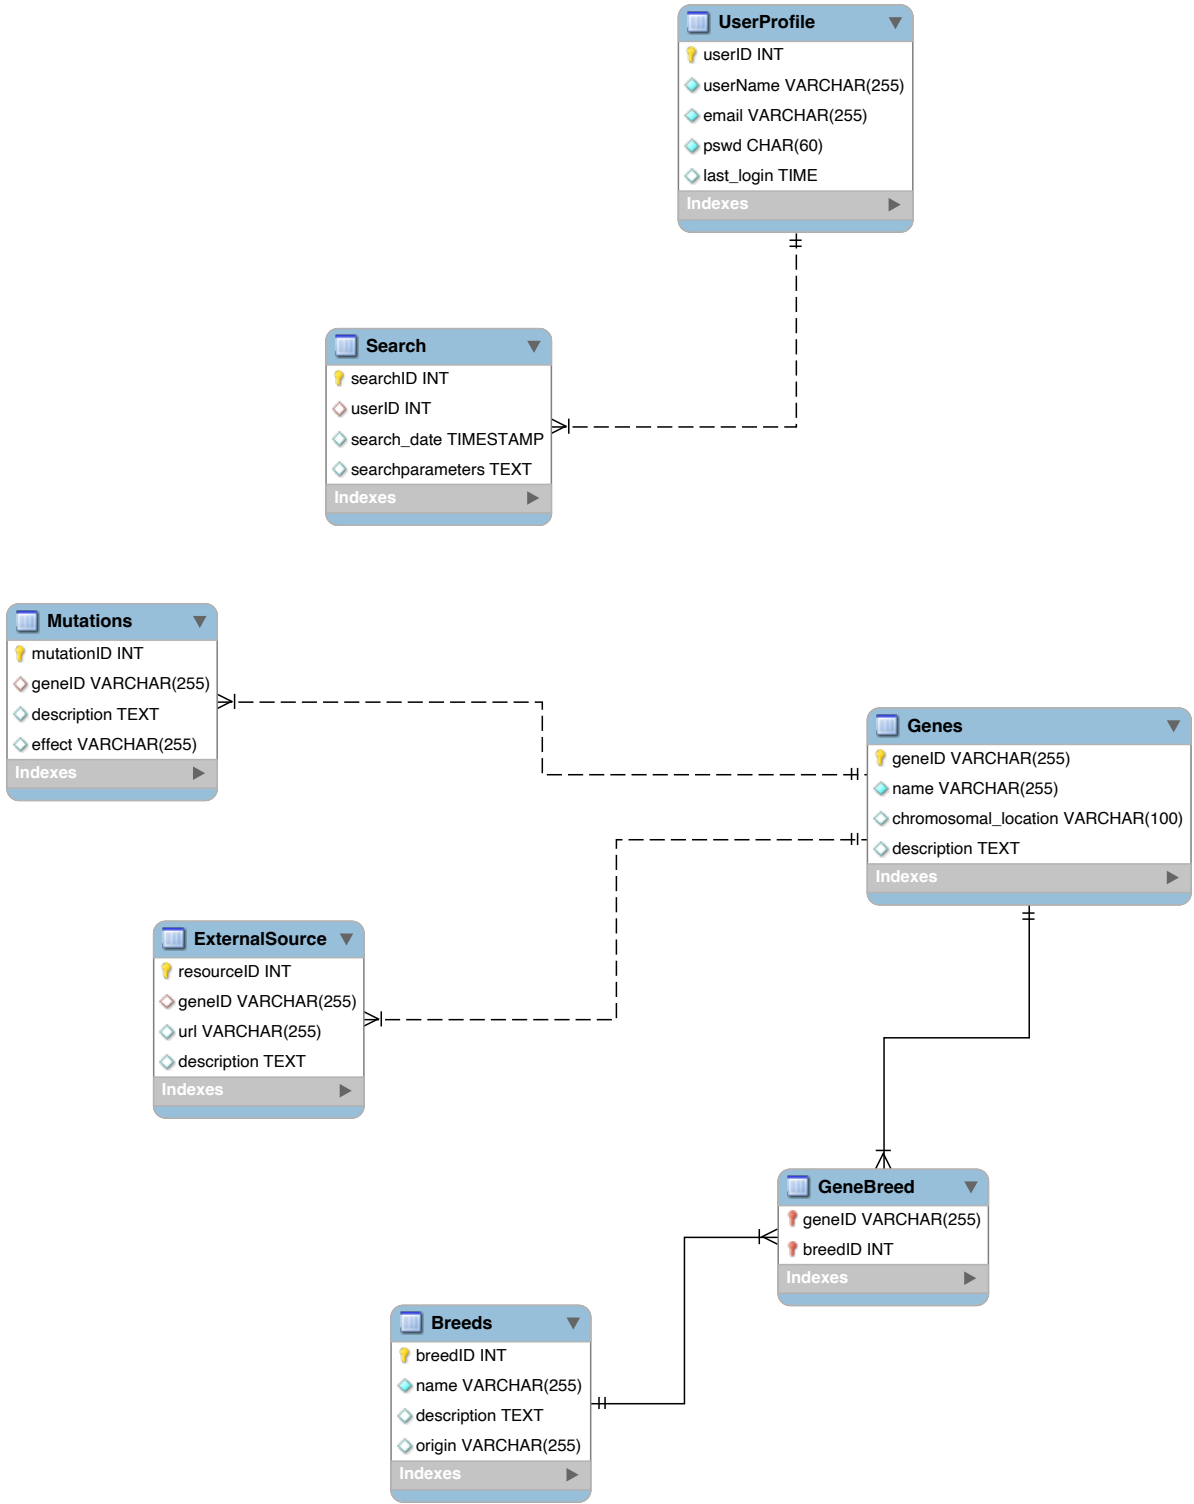 UserProfile
userID INT
userName VARCHAR(255)
email VARCHAR(255)
pswd CHAR(60)
last_login TIME
Indexes
Search
searchID INT
userID INT
search_date TIMESTAMP
searchparameters TEXT
Indexes
Mutations
mutationID INT
geneID VARCHAR(255)
description TEXT
effect VARCHAR(255)
Indexes
Genes
geneID VARCHAR(255)
name VARCHAR(255)
chromosomal_location VARCHAR(100)
description TEXT
Indexes
ExternalSource
resourceID INT
geneID VARCHAR(255)
url VARCHAR(255)
description TEXT
Indexes
GeneBreed
geneID VARCHAR(255)
breedID INT
Indexes
Breeds
breedID INT
name VARCHAR(255)
description TEXT
origin VARCHAR(255)
Indexes